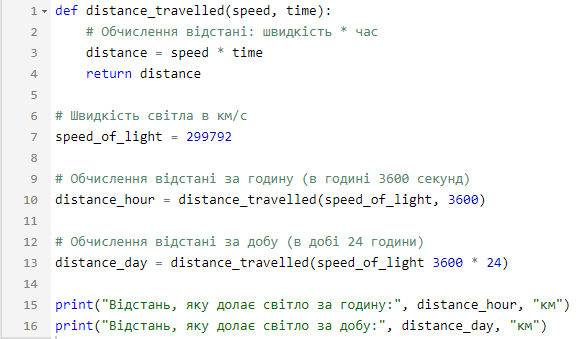 1 def distance_travelled(speed, time):
2 # Обчислення відстані: швидкість * час
3 distance = speed * time
4 return distance
5
6 # Швидкість світла в км/с
7 speed_of_light = 299792
8
9 # Обчислення відстані за годину (в годині 3600 секунд)
10 distance_hour = distance_travelled(speed_of_light, 3600)
11
12 # Обчислення відстані за добу (в добі 24 години)
13 distance_day = distance_travelled(speed_of_light 3600 * 24)
14
15 print("Відстань, яку долає світло за годину:", distance_hour, "км")
16 print("Відстань, яку долає світло за добу:", distance_day, "км")